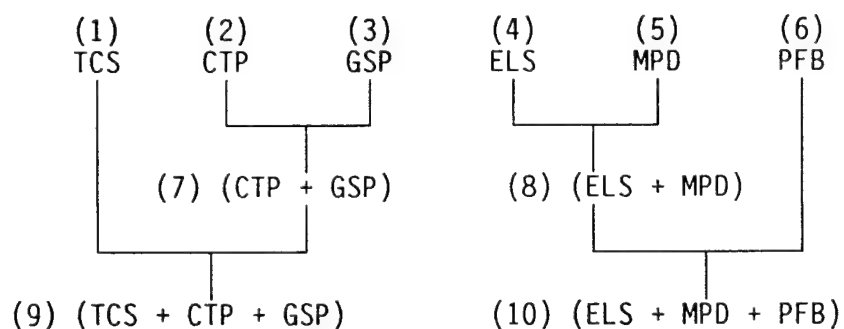 (1) (2) (3) (4) (5) (6)
TCS CTP GSP ELS MPD PFB
(7) (CTP + GSP) (8) (ELS + MPD)
(9) (TCS + CTP + GSP) (10) (ELS + MPD + PFB)